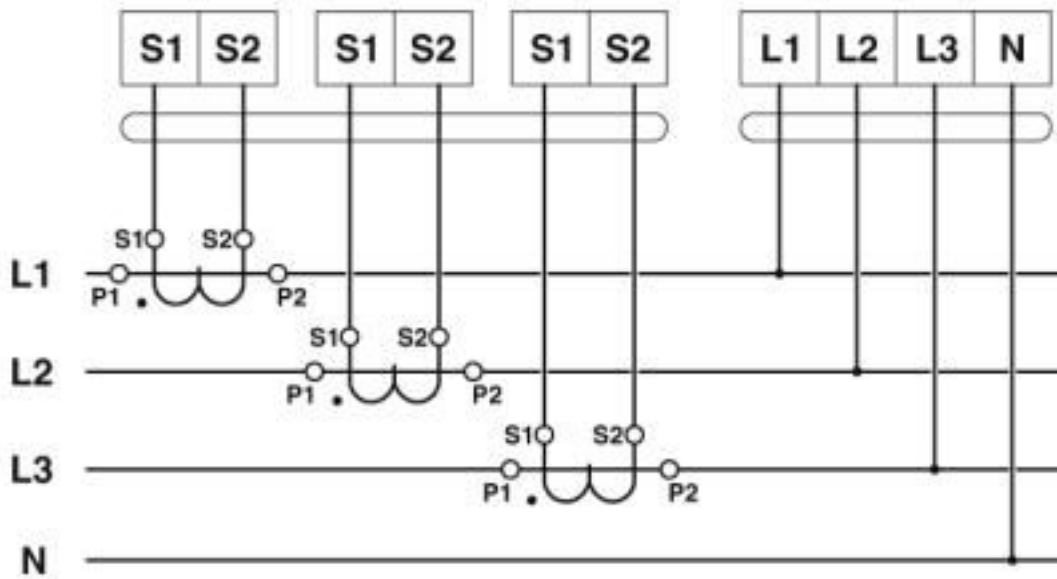 S1 S2 S1 S2 S1 S2 L1 L2 L3 N
S1 S2
L1
P1 P2
S1 S2
L2
P1 P2
S1 S2
L3
P1 P2
N